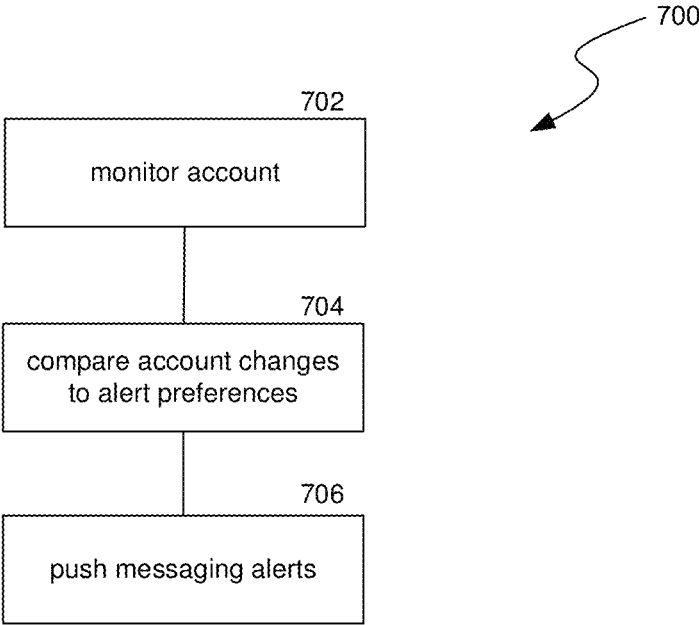 700
702
monitor account
704
compare account changes
to alert preferences
706
push messaging alerts